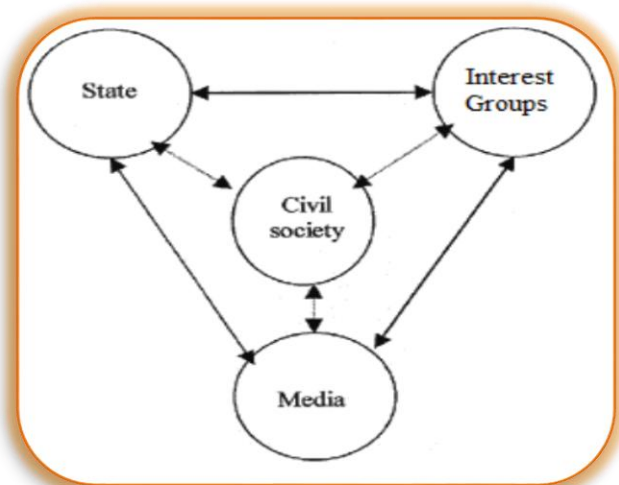 State
Interest
Groups
Civil
society
Media